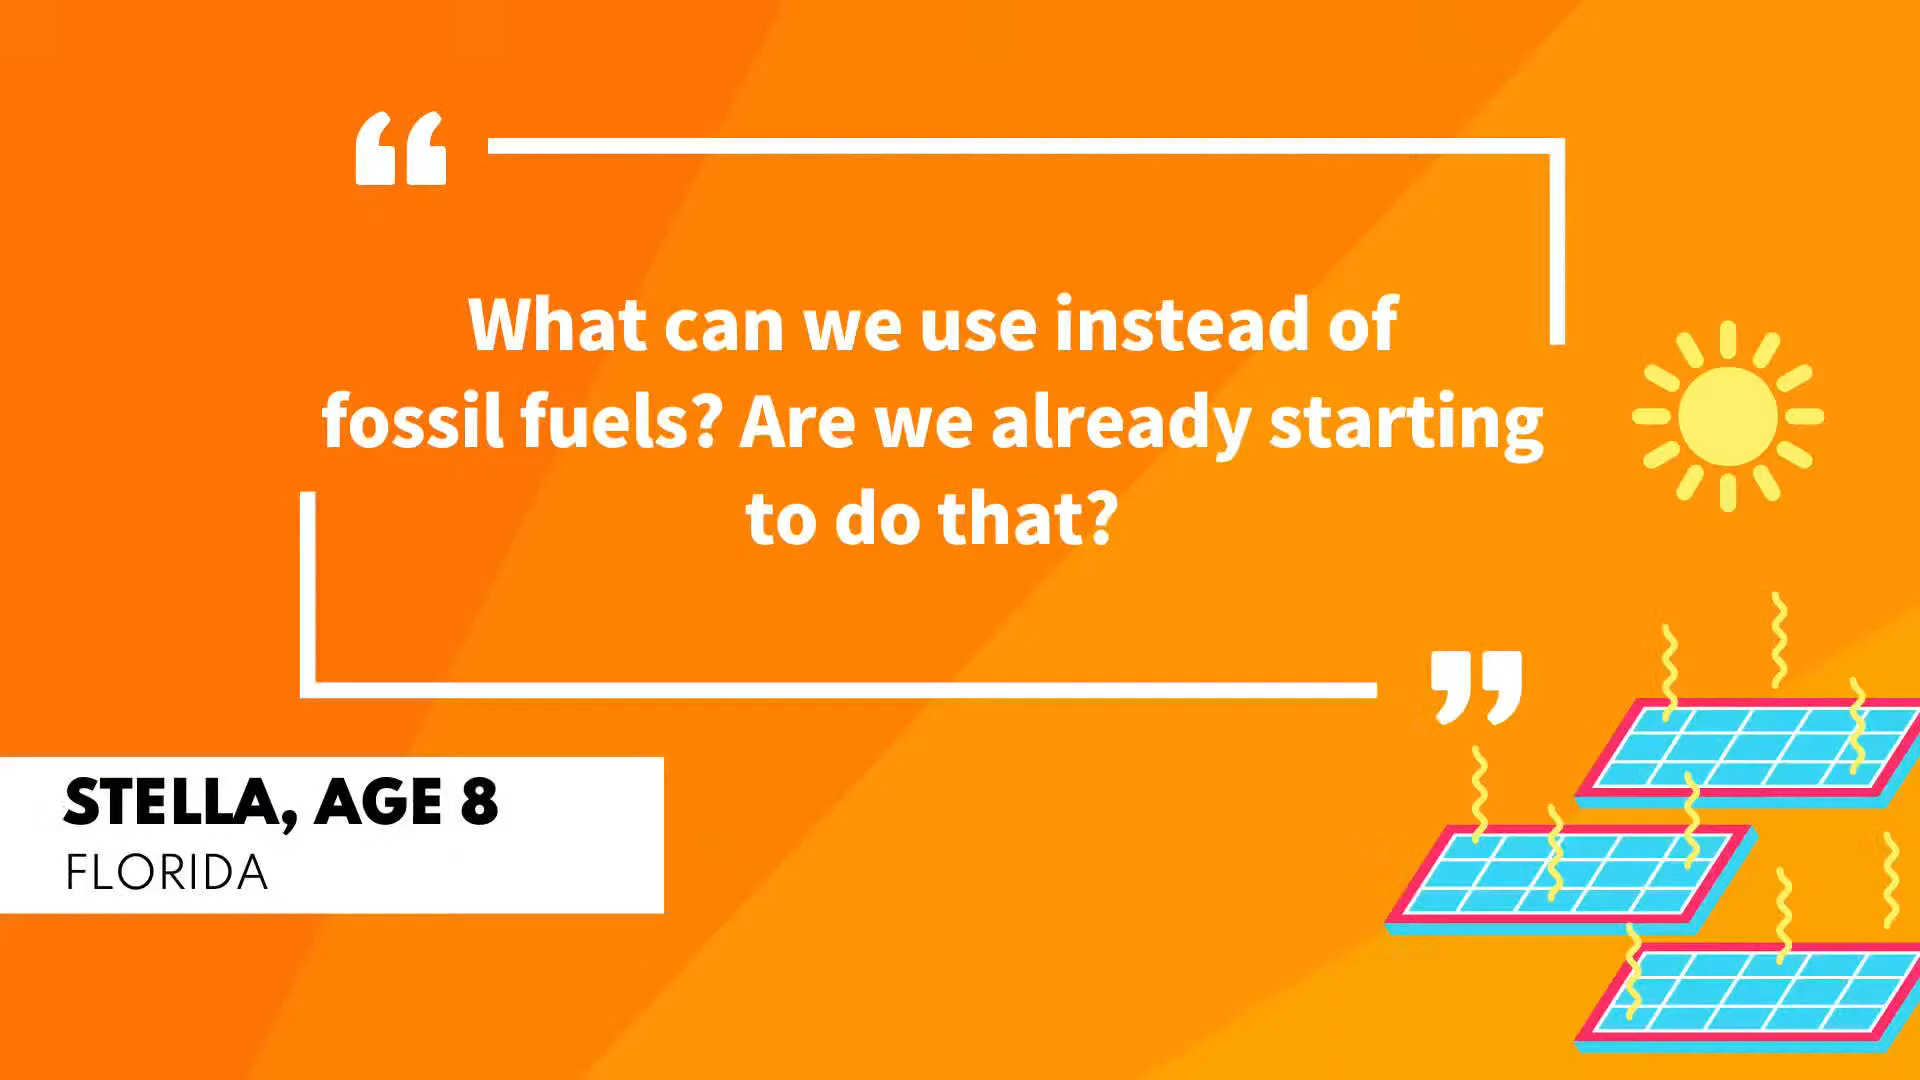 “
What can we use instead of
fossil fuels? Are we already starting
to do that?
”
STELLA, AGE 8
FLORIDA